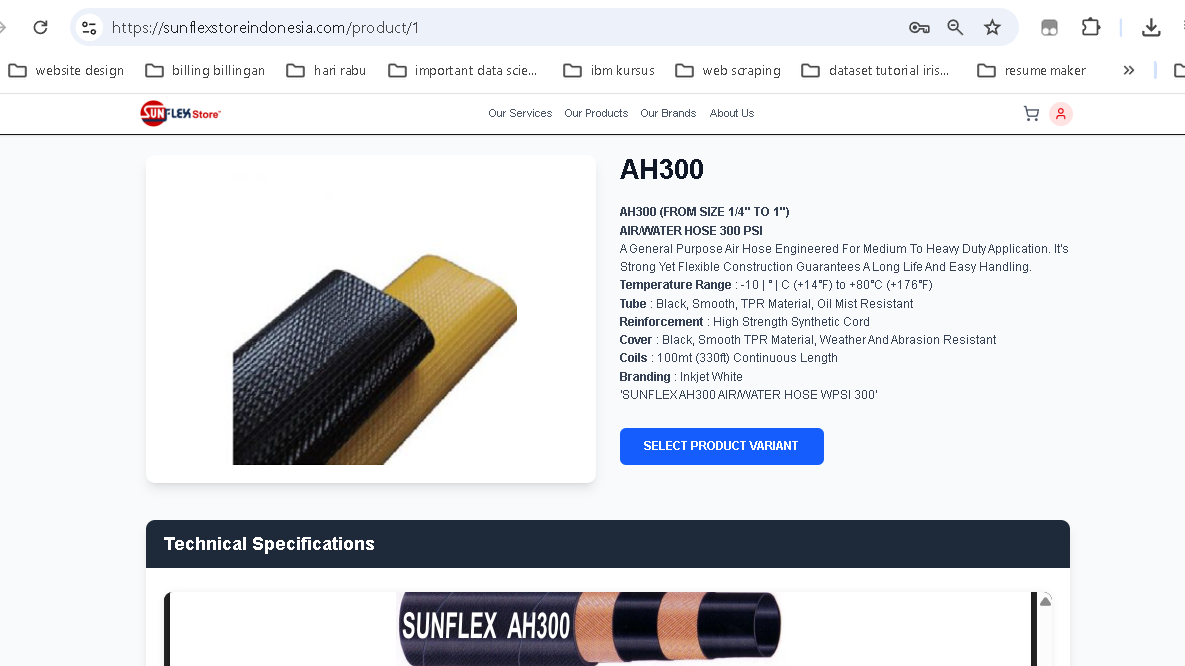 https://sunflexstoreindonesia.com/product/1
website design
billing billingan
hari rabu
important data scie...
ibm kursus
web scraping
dataset tutorial iris...
resume maker
SUNFLEX Store
Our Services
Our Products
Our Brands
About Us
AH300
AH300 (FROM SIZE 1/4" TO 1")
AIR/WATER HOSE 300 PSI
A General Purpose Air Hose Engineered For Medium To Heavy Duty Application. It's
Strong Yet Flexible Construction Guarantees A Long Life And Easy Handling.
Temperature Range : -10 | ° | C (+14°F) to +80°C (+176°F)
Tube : Black, Smooth, TPR Material, Oil Mist Resistant
Reinforcement : High Strength Synthetic Cord
Cover : Black, Smooth TPR Material, Weather And Abrasion Resistant
Coils : 100mt (330ft) Continuous Length
Branding : Inkjet White
'SUNFLEX AH300 AIR/WATER HOSE WPSI 300'
SELECT PRODUCT VARIANT
Technical Specifications
SUNFLEX AH300